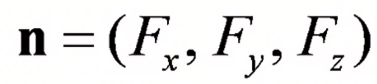 n = (F_x, F_y, F_z)